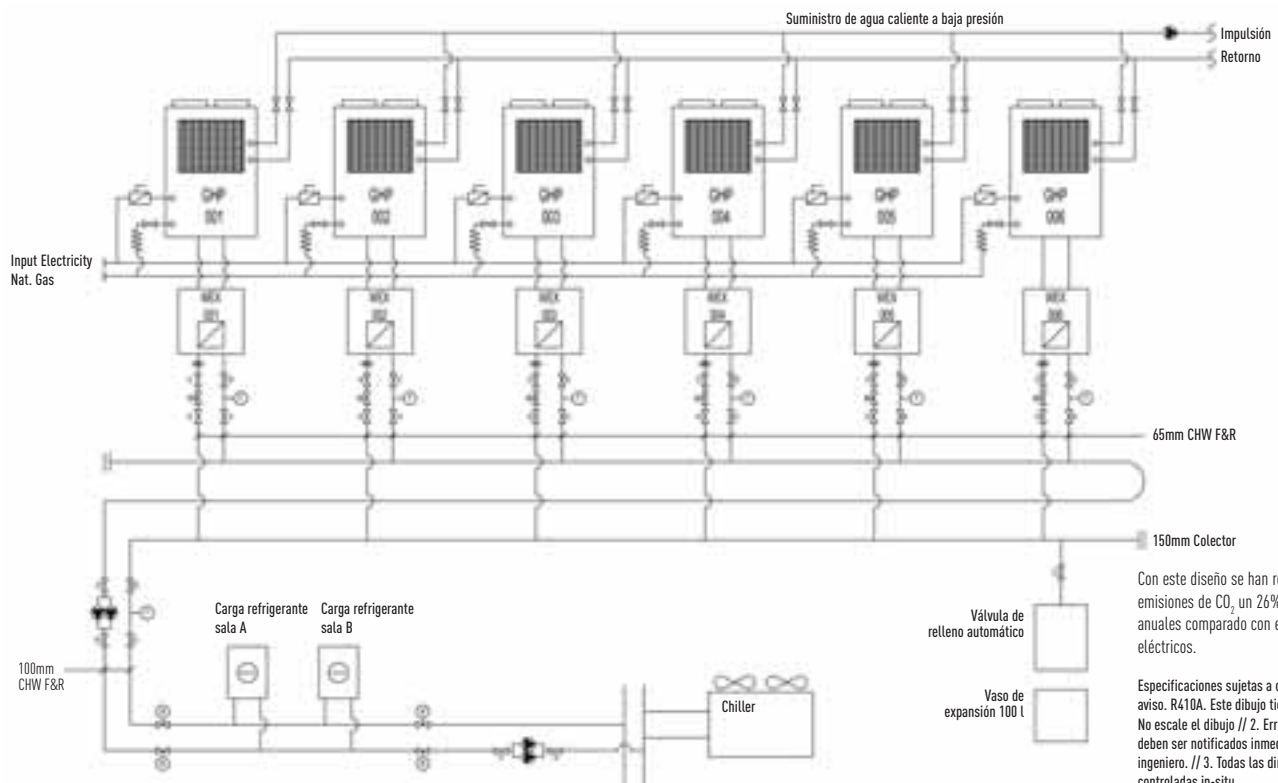 Suministro de agua caliente a baja presión
Impulsión
Retorno
GHP
001
GHP
002
GHP
003
GHP
004
GHP
005
GHP
006
Input Electricity
Nat. Gas
WEX
001
WEX
002
WEX
003
WEX
004
WEX
005
WEX
006
65mm CHW F&R
150mm Colector
Carga refrigerante
sala A
Carga refrigerante
sala B
100mm
CHW F&R
Chiller
Válvula de
relleno automático
Vaso de
expansión 100 l
Con este diseño se han
emisiones de CO₂ un 26%
anuales comparado con
eléctricos.
Especificaciones sujetas a
aviso. R410A. Este dibujo
No escale el dibujo // 2.
deben ser notificados
ingeniero. // 3. Todas las
controladas in-situ